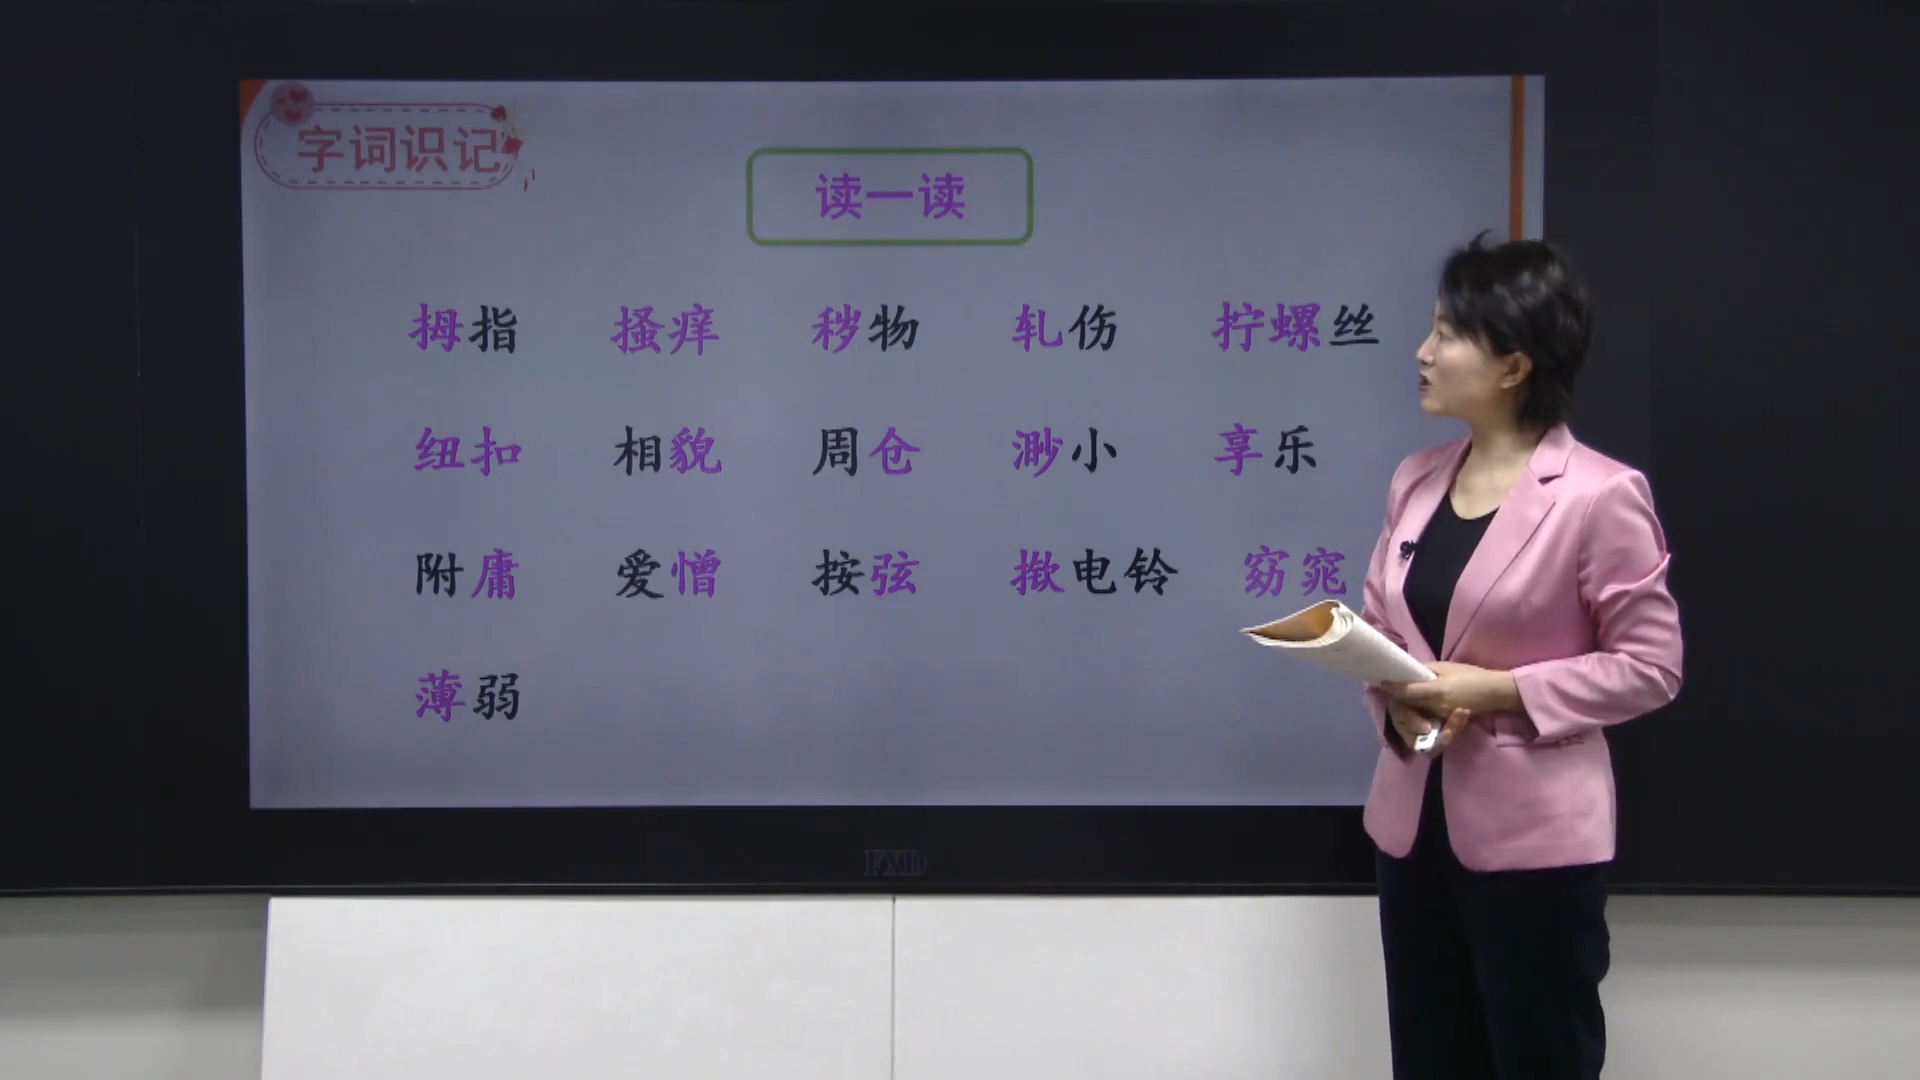 字词识记
读一读
拇指 搔痒 秽物 轧伤 拧螺丝
纽扣 相貌 周仓 渺小 享乐
附庸 爱憎 按弦 揿电铃 窈窕
薄弱
FXD